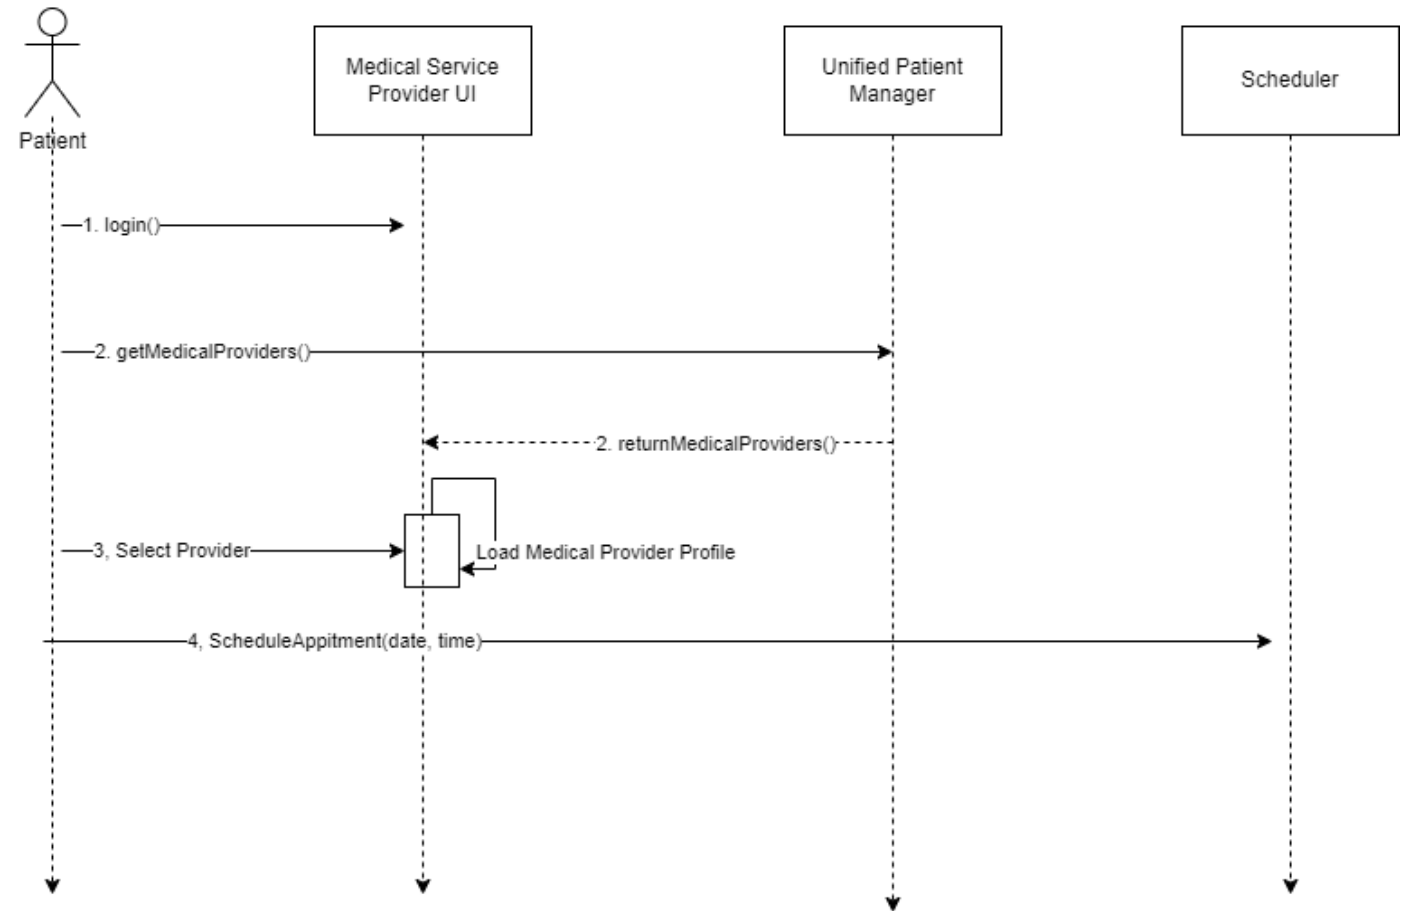 Patient
Medical Service
Provider UI
Unified Patient
Manager
Scheduler
1. login()
2. getMedicalProviders()
2. returnMedicalProviders()
3, Select Provider
Load Medical Provider Profile
4, ScheduleAppitment(date, time)